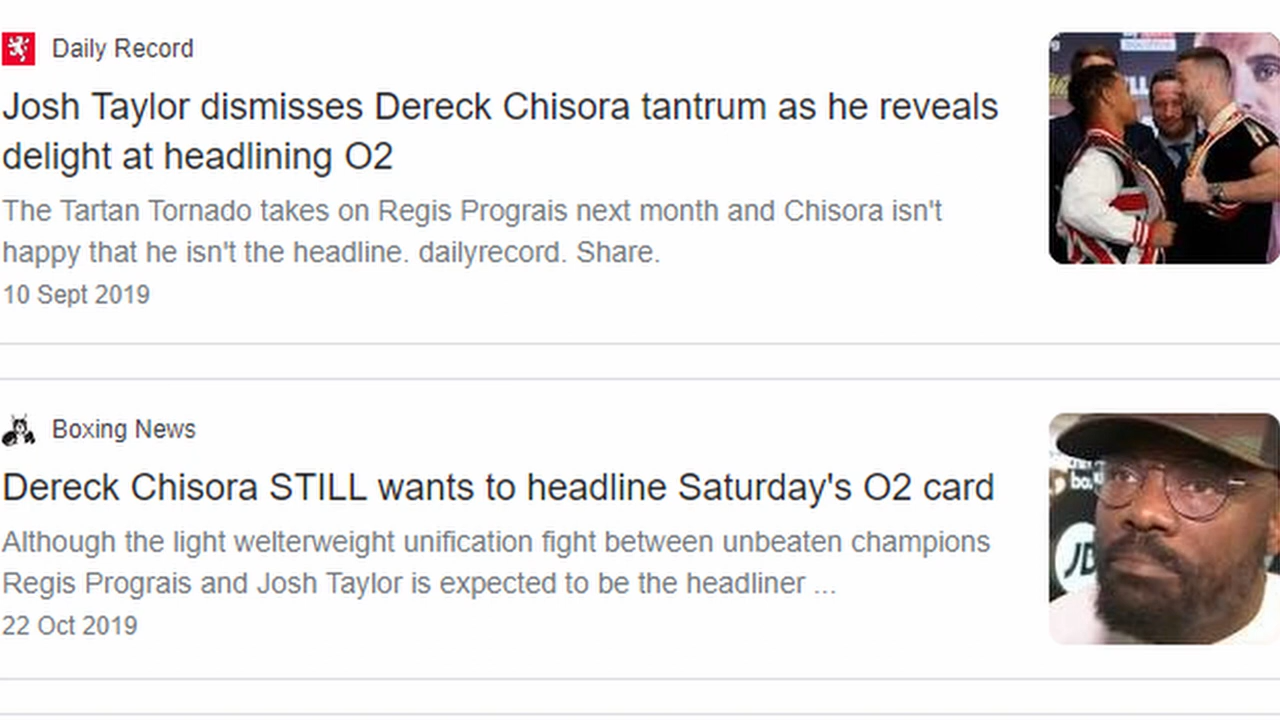 Daily Record
Josh Taylor dismisses Dereck Chisora tantrum as he reveals
delight at headlining O2
The Tartan Tornado takes on Regis Prograis next month and Chisora isn't
happy that he isn't the headline. dailyrecord. Share.
10 Sept 2019
Boxing News
Dereck Chisora STILL wants to headline Saturday's O2 card
Although the light welterweight unification fight between unbeaten champions
Regis Prograis and Josh Taylor is expected to be the headliner ...
22 Oct 2019
JD